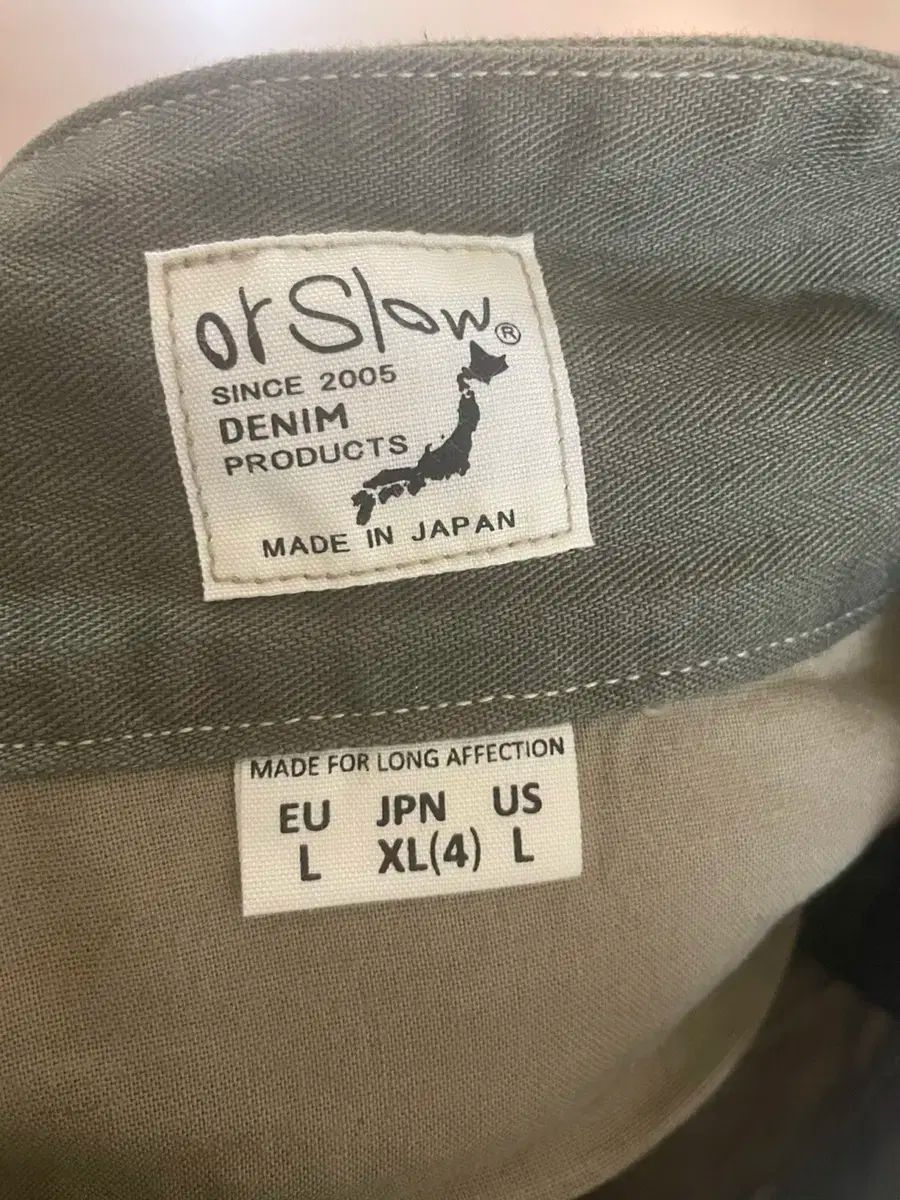 orSlow®
SINCE 2005
DENIM
PRODUCTS
MADE IN JAPAN
MADE FOR LONG AFFECTION
EU JPN US
L XL(4) L